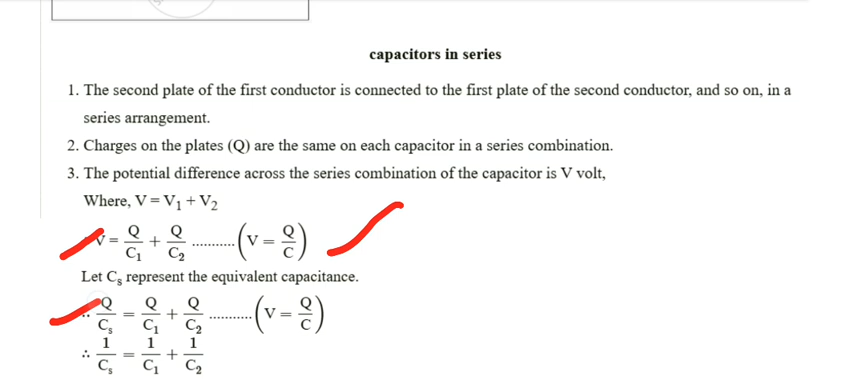 capacitors in series
1. The second plate of the first conductor is connected to the first plate of the second conductor, and so on, in a
series arrangement.
2. Charges on the plates (Q) are the same on each capacitor in a series combination.
3. The potential difference across the series combination of the capacitor is V volt,
Where, V = V₁ + V₂
V = Q/C₁ + Q/C₂ ........... (V = Q/C)
Let Cₛ represent the equivalent capacitance.
∴ Q/Cₛ = Q/C₁ + Q/C₂ ........... (V = Q/C)
∴ 1/Cₛ = 1/C₁ + 1/C₂